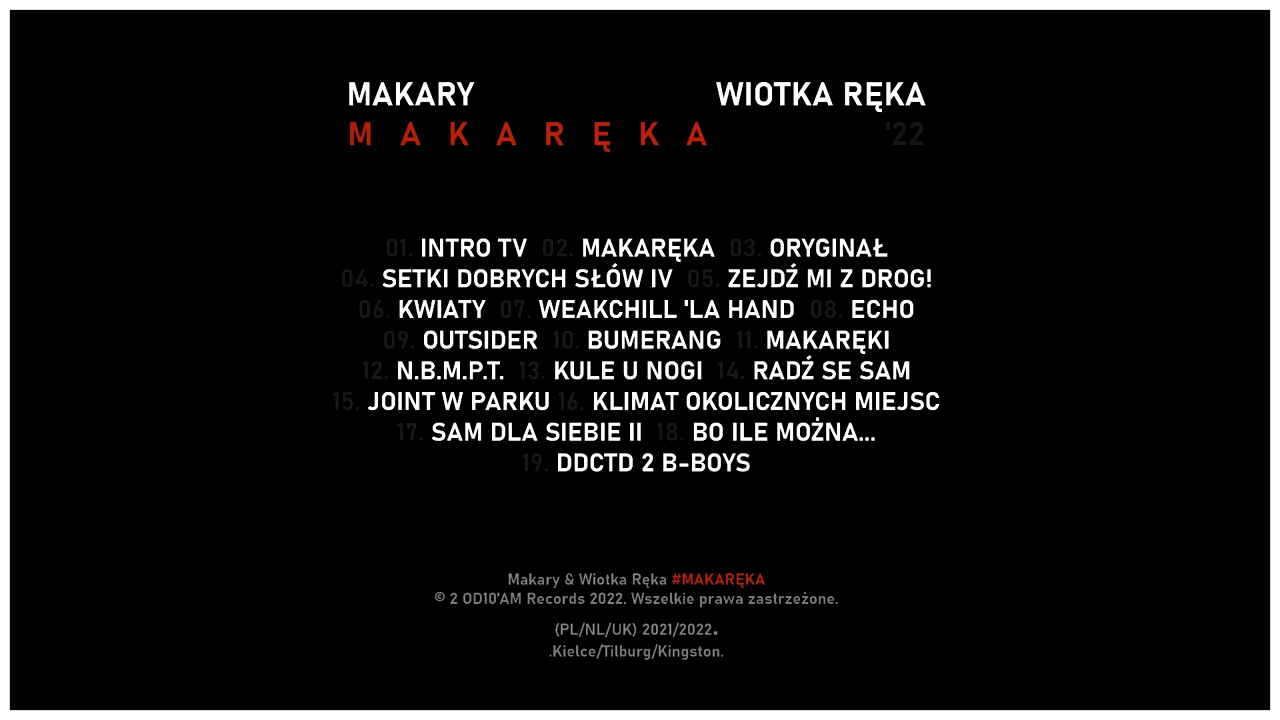 MAKARY WIOTKA RĘKA
MAKARĘKA '22
01. INTRO TV 02. MAKARĘKA 03. ORYGINAŁ
04. SETKI DOBRYCH SŁÓW IV 05. ZEJDŹ MI Z DROG!
06. KWIATY 07. WEAKCHILL 'LA HAND 08. ECHO
09. OUTSIDER 10. BUMERANG 11. MAKARĘKI
12. N.B.M.P.T. 13. KULE U NOGI 14. RADŹ SE SAM
15. JOINT W PARKU 16. KLIMAT OKOLICZNYCH MIEJSC
17. SAM DLA SIEBIE II 18. BO ILE MOŻNA...
19. DDCTD 2 B-BOYS
Makary & Wiotka Ręka #MAKARĘKA
© 2 OD10'AM Records 2022. Wszelkie prawa zastrzeżone.
(PL/NL/UK) 2021/2022.
.Kielce/Tilburg/Kingston.